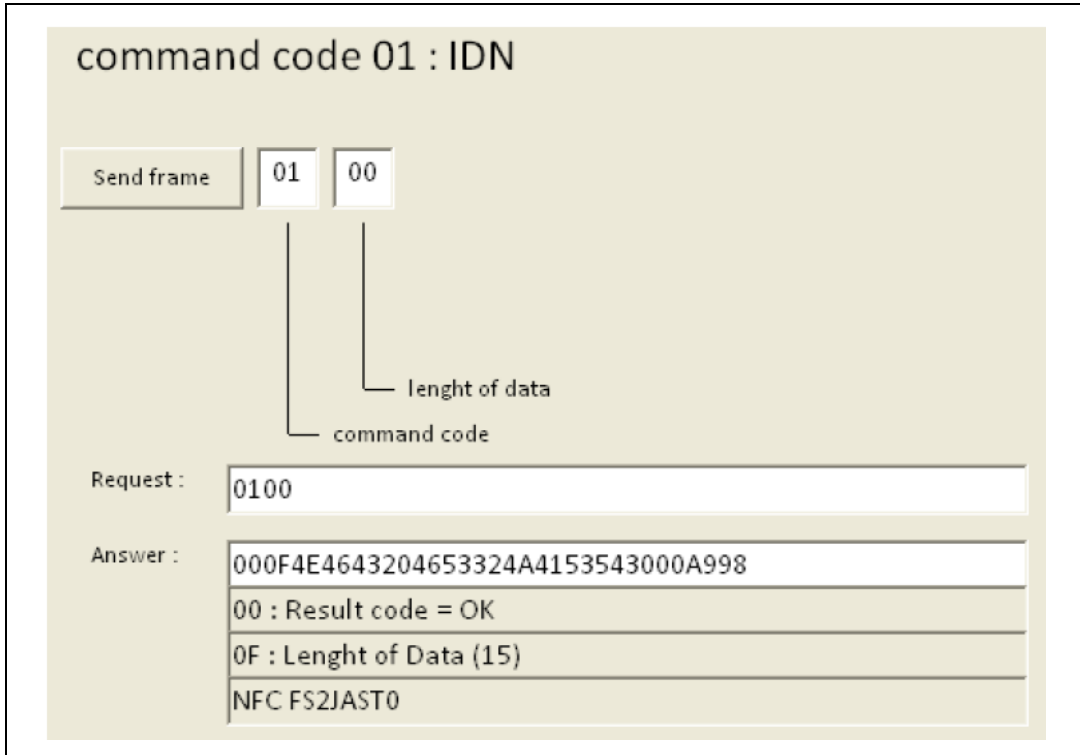 command code 01 : IDN
Send frame 01 00
lenght of data
command code
Request : 0100
Answer : 000F4E4643204653324A4153543000A998
00 : Result code = OK
0F : Lenght of Data (15)
NFC FS2JAST0